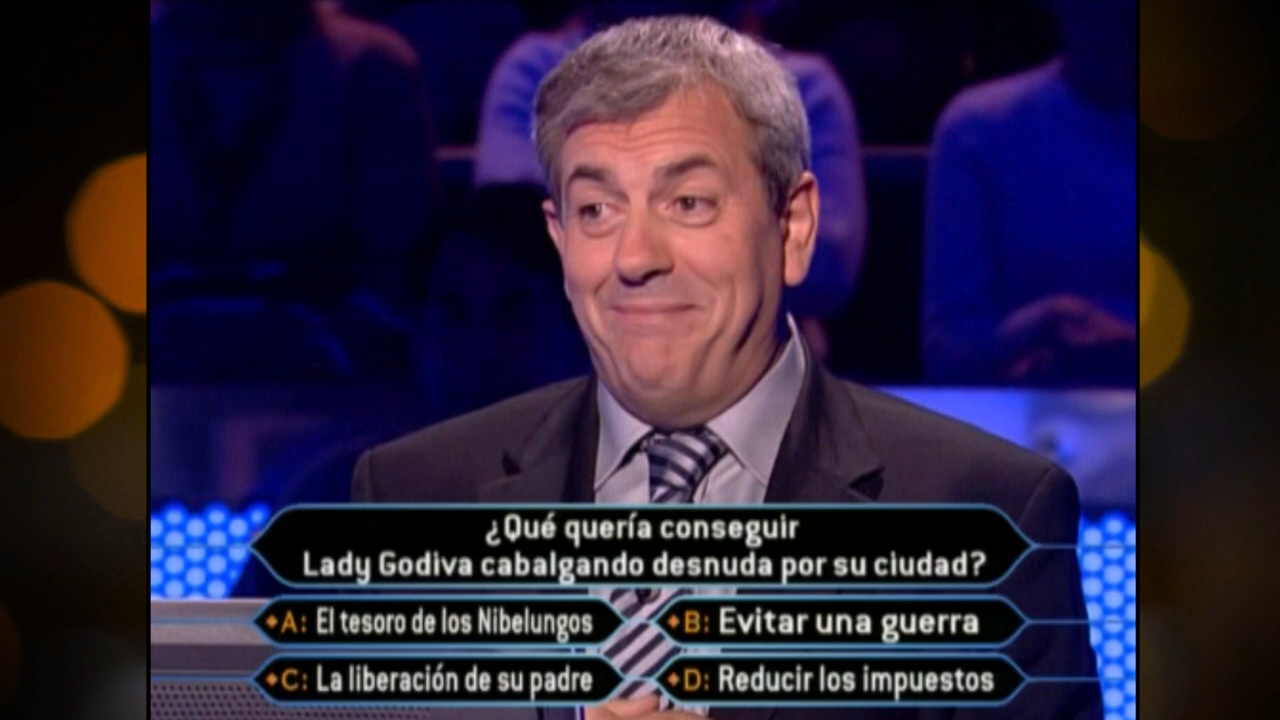 ¿Qué quería conseguir
Lady Godiva cabalgando desnuda por su ciudad?
A: El tesoro de los Nibelungos
B: Evitar una guerra
C: La liberación de su padre
D: Reducir los impuestos